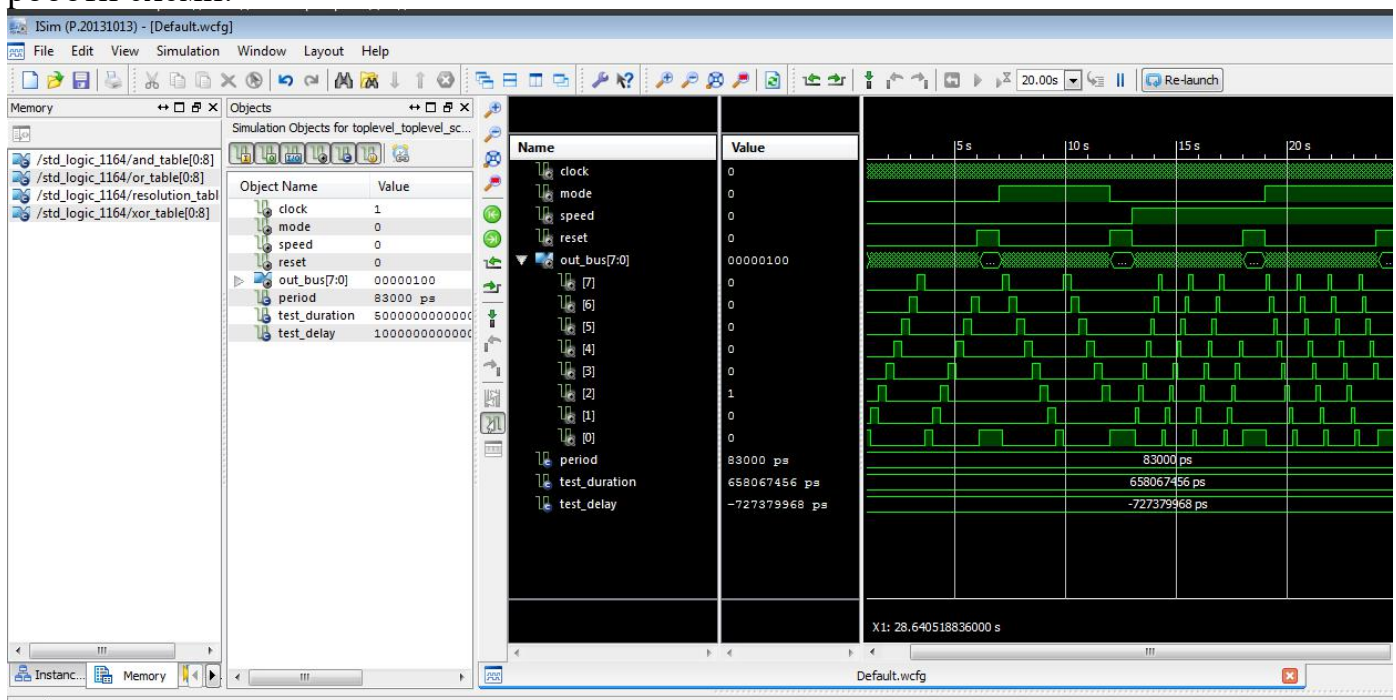 ISim (P.20131013) - [Default.wcfg]
File Edit View Simulation Window Layout Help
20.00s Re-launch
Memory
/std_logic_1164/and_table[0:8]
/std_logic_1164/or_table[0:8]
/std_logic_1164/resolution_tabl
/std_logic_1164/xor_table[0:8]
Objects
Simulation Objects for toplevel_toplevel_sc...
Object Name Value
clock 1
mode 0
speed 0
reset 0
out_bus[7:0] 00000100
period 83000 ps
test_duration
test_delay
Name Value
clock 0
mode 0
speed 0
reset 0
out_bus[7:0] 00000100
[7] 0
[6] 0
[5] 0
[4] 0
[3] 0
[2] 1
[1] 0
[0] 0
period 83000 ps
test_duration 658067456 ps
test_delay -727379968 ps
5 s 10 s 15 s 20 s
... ... ... ...
83000 ps
658067456 ps
-727379968 ps
X1: 28.640518836000 s
Instanc... Memory
Default.wcfg